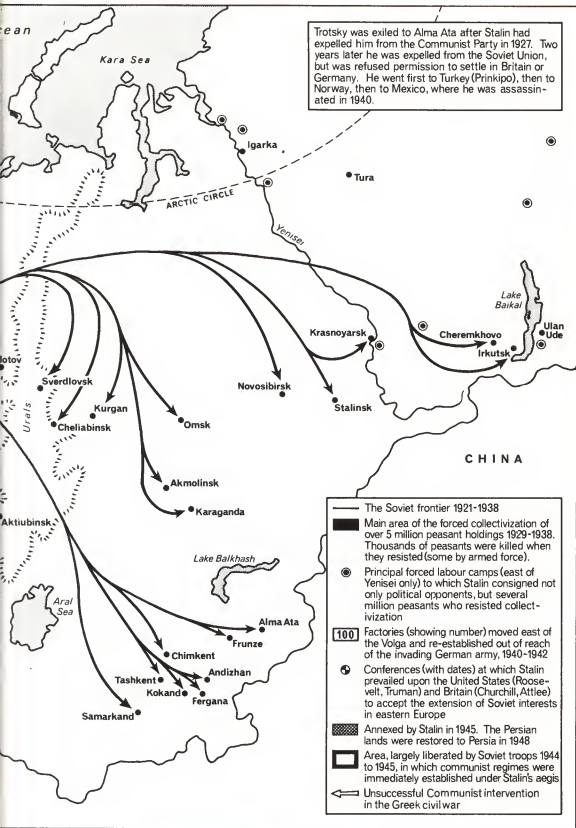 cean
Kara Sea
Trotsky was exiled to Alma Ata after Stalin had
expelled him from the Communist Party in 1927. Two
years later he was expelled from the Soviet Union,
but was refused permission to settle in Britain or
Germany. He went first to Turkey (Prinkipo), then to
Norway, then to Mexico, where he was assassin-
ated in 1940.
Igarka
Tura
ARCTIC CIRCLE
Yenisei
Lake
Baikal
Krasnoyarsk
Cheremkhovo
Ulan
Ude
Irkutsk
lotov
Sverdlovsk
Novosibirsk
Stalinsk
Urals
Kurgan
Cheliabinsk
Omsk
CHINA
Akmolinsk
Karaganda
Aktiubinsk
Lake Balkhash
Aral
Sea
Alma Ata
Frunze
Chimkent
Tashkent
Andizhan
Kokand
Fergana
Samarkand
The Soviet frontier 1921-1938
Main area of the forced collectivization of
over 5 million peasant holdings 1929-1938.
Thousands of peasants were killed when
they resisted (some by armed force).
Principal forced labour camps (east of
Yenisei only) to which Stalin consigned not
only political opponents, but several
million peasants who resisted collect-
ivization
100 Factories (showing number) moved east of
the Volga and re-established out of reach
of the invading German army, 1940-1942
Conferences (with dates) at which Stalin
prevailed upon the United States (Roose-
velt, Truman) and Britain (Churchill, Attlee)
to accept the extension of Soviet interests
in eastern Europe
Annexed by Stalin in 1945. The Persian
lands were restored to Persia in 1948
Area, largely liberated by Soviet troops 1944
to 1945, in which communist regimes were
immediately established under Stalin's aegis
Unsuccessful Communist intervention
in the Greek civil war